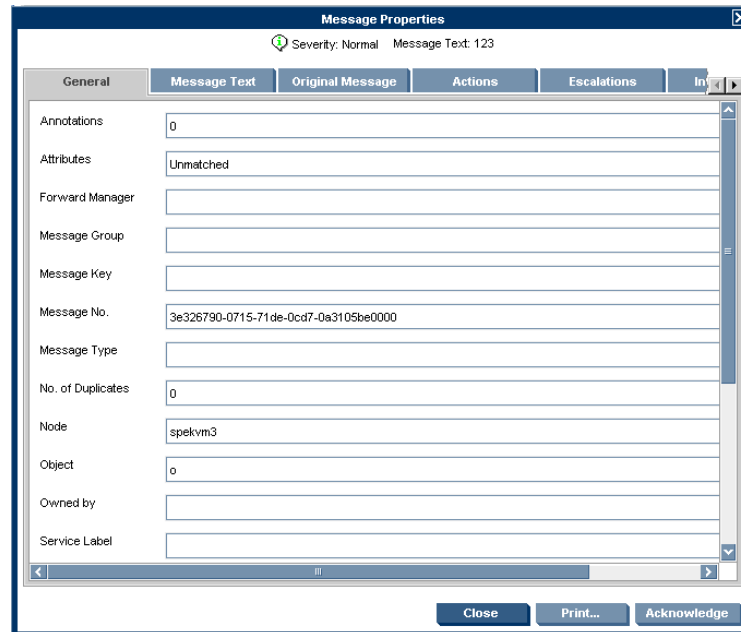 Message Properties
Severity: Normal Message Text: 123
General Message Text Original Message Actions Escalations
Annotations 0
Attributes Unmatched
Forward Manager
Message Group
Message Key
Message No. 3e326790-0715-71de-0cd7-0a3105be0000
Message Type
No. of Duplicates 0
Node spekvm3
Object o
Owned by
Service Label
Close Print... Acknowledge